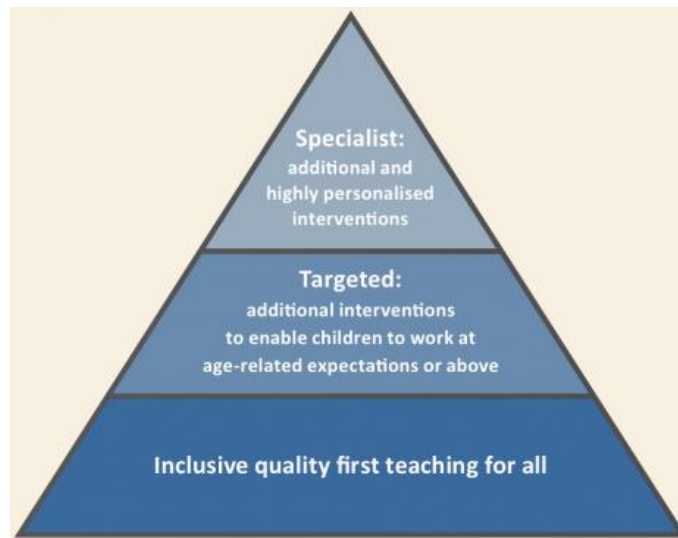 Specialist:
additional and
highly personalised
interventions
Targeted:
additional interventions
to enable children to work at
age-related expectations or above
Inclusive quality first teaching for all